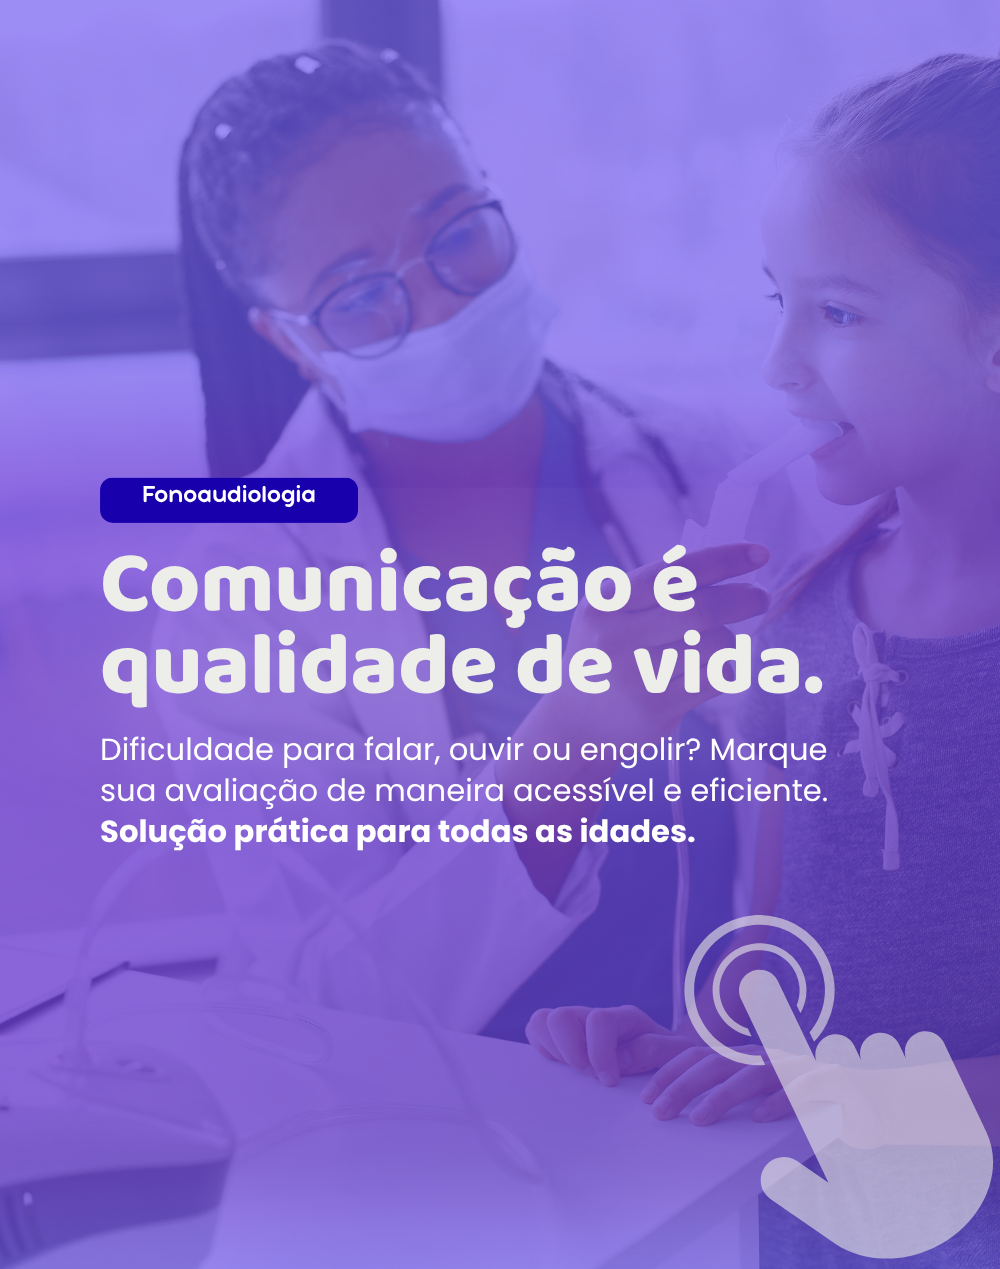 Fonoaudiologia
Comunicação é
qualidade de vida.
Dificuldade para falar, ouvir ou engolir? Marque
sua avaliação de maneira acessível e eficiente.
Solução prática para todas as idades.